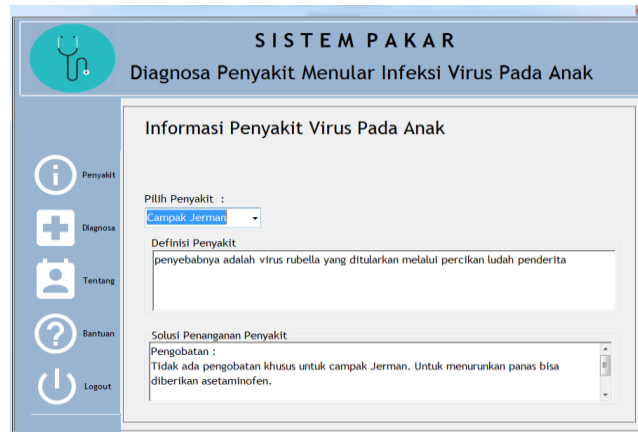 SISTEM PAKAR
Diagnosa Penyakit Menular Infeksi Virus Pada Anak
Informasi Penyakit Virus Pada Anak
Penyakit
Diagnosa
Tentang
Bantuan
Logout
Pilih Penyakit :
Campak Jerman
Definisi Penyakit
penyebabnya adalah virus rubella yang ditularkan melalui percikan ludah penderita
Solusi Penanganan Penyakit
Pengobatan :
Tidak ada pengobatan khusus untuk campak Jerman. Untuk menurunkan panas bisa
diberikan asetaminofen.